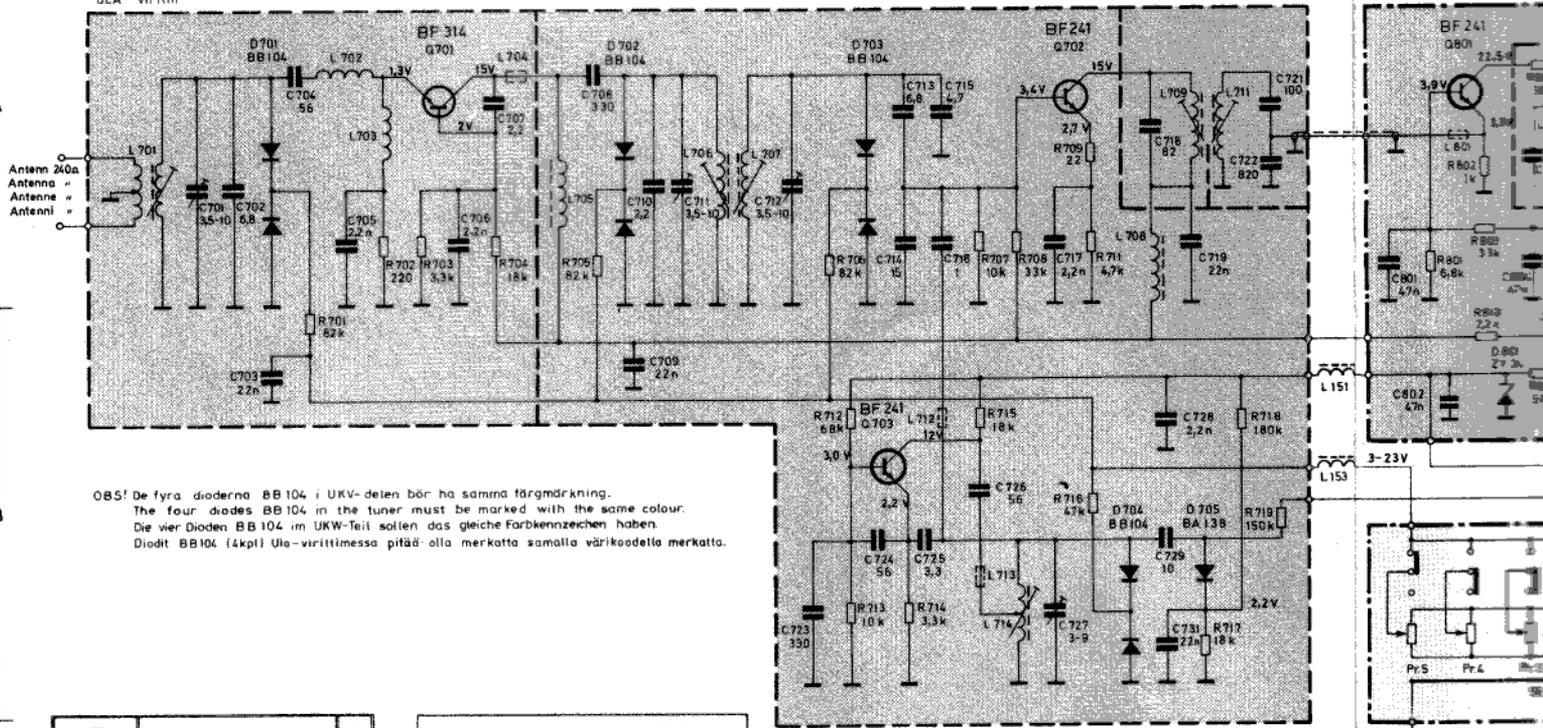 BF 314
Q701
D701
BB104
L702
1,3V
15V
L704
D702
BB104
D703
BB104
BF241
Q702
15V
BF 241
Q801
22,5
C704
56
C708
330
C713
6,8
C715
4,7
3,4V
L709
L711
C721
100
3,9V
L703
2V
C707
2,2
2,7 V
C718
82
L801
L701
L706
L707
R709
22
C722
820
R802
1k
Antenn 240Ω
Antenna "
Antenne "
Antenni "
C701
3,5-10
C702
6,8
L705
C710
2,2
C711
3,5-10
C712
3,5-10
C705
2,2n
C706
2,2n
L708
R702
220
R703
3,3k
R704
18k
R705
82k
R706
82k
C714
15
C716
1
R707
10k
R708
33k
C717
2,2n
R711
4,7k
C719
22n
C801
47n
R801
6,8k
33k
R701
82k
C703
22n
C709
22n
L151
C802
47n
R712
68k
BF 241
Q703
L712
12V
R715
18k
C728
2,2n
R718
180k
3,0 V
2,2 V
3-23V
L153
OBS! De fyra dioderna BB 104 i UKV-delen bör ha samma färgmärkning.
The four diodes BB 104 in the tuner must be marked with the same colour.
Die vier Dioden BB 104 im UKW-Teil sollen das gleiche Farbkennzeichen haben.
Diodit BB104 (4kpl) Ula-virittimessa pitää olla merkatta samalla värikoodella merkatta.
C726
56
R716
47k
D704
BB104
D705
BA138
R719
150k
C724
56
C725
3,3
C729
10
L713
2,2V
C723
330
R713
10k
R714
3,3k
L714
C727
3-9
C731
22n
R717
18k
Pr.5
Pr.4